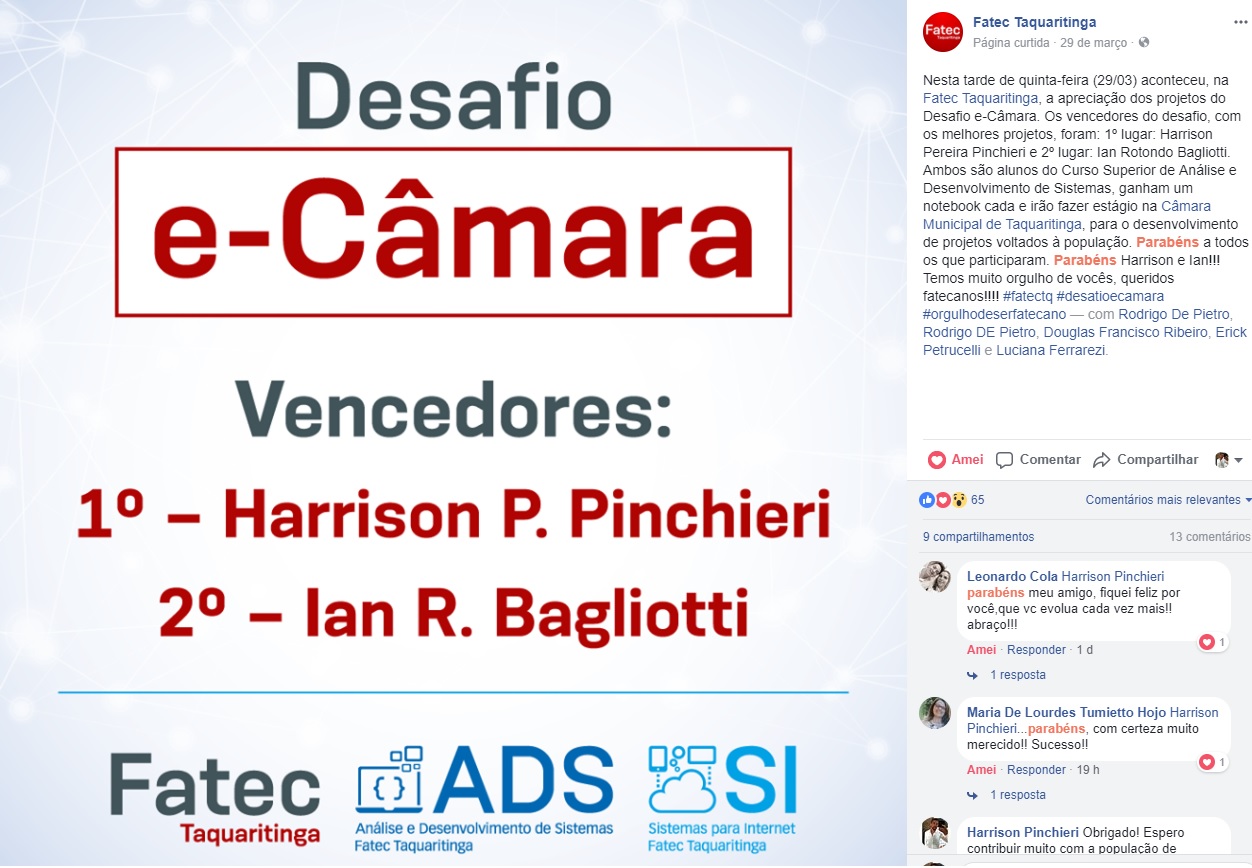 Desafio
e-Câmara
Vencedores:
1º – Harrison P. Pinchieri
2º – Ian R. Bagliotti
Fatec
Taquaritinga
ADS
Análise e Desenvolvimento de Sistemas
Fatec Taquaritinga
SI
Sistemas para Internet
Fatec Taquaritinga
Fatec
Taquaritinga
Fatec Taquaritinga
Página curtida · 29 de março ·
Nesta tarde de quinta-feira (29/03) aconteceu, na
Fatec Taquaritinga, a apreciação dos projetos do
Desafio e-Câmara. Os vencedores do desafio, com
os melhores projetos, foram: 1º lugar: Harrison
Pereira Pinchieri e 2º lugar: Ian Rotondo Bagliotti.
Ambos são alunos do Curso Superior de Análise e
Desenvolvimento de Sistemas, ganham um
notebook cada e irão fazer estágio na Câmara
Municipal de Taquaritinga, para o desenvolvimento
de projetos voltados à população. Parabéns a todos
os que participaram. Parabéns Harrison e Ian!!!
Temos muito orgulho de vocês, queridos
fatecanos!!!! #fatectq #desatioecamara
#orgulhodeserfatecano — com Rodrigo De Pietro,
Rodrigo DE Pietro, Douglas Francisco Ribeiro, Erick
Petrucelli e Luciana Ferrarezi.
Amei Comentar Compartilhar
65 Comentários mais relevantes
9 compartilhamentos 13 comentários
Leonardo Cola Harrison Pinchieri
parabéns meu amigo, fiquei feliz por
você,que vc evolua cada vez mais!!
abraço!!!
1
Amei · Responder · 1 d
1 resposta
Maria De Lourdes Tumietto Hojo Harrison
Pinchieri...parabéns, com certeza muito
merecido!! Sucesso!!
1
Amei · Responder · 19 h
1 resposta
Harrison Pinchieri Obrigado! Espero
contribuir muito com a população de